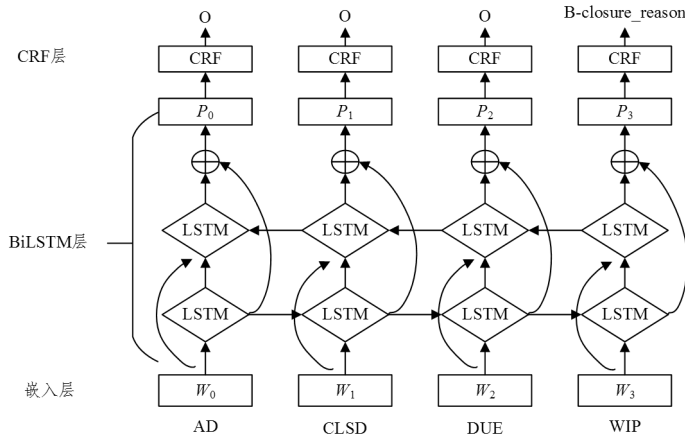 O O O B-closure_reason
CRF层 CRF CRF CRF CRF
P0 P1 P2 P3
BiLSTM层 LSTM LSTM LSTM LSTM
LSTM LSTM LSTM LSTM
嵌入层 W0 W1 W2 W3
AD CLSD DUE WIP